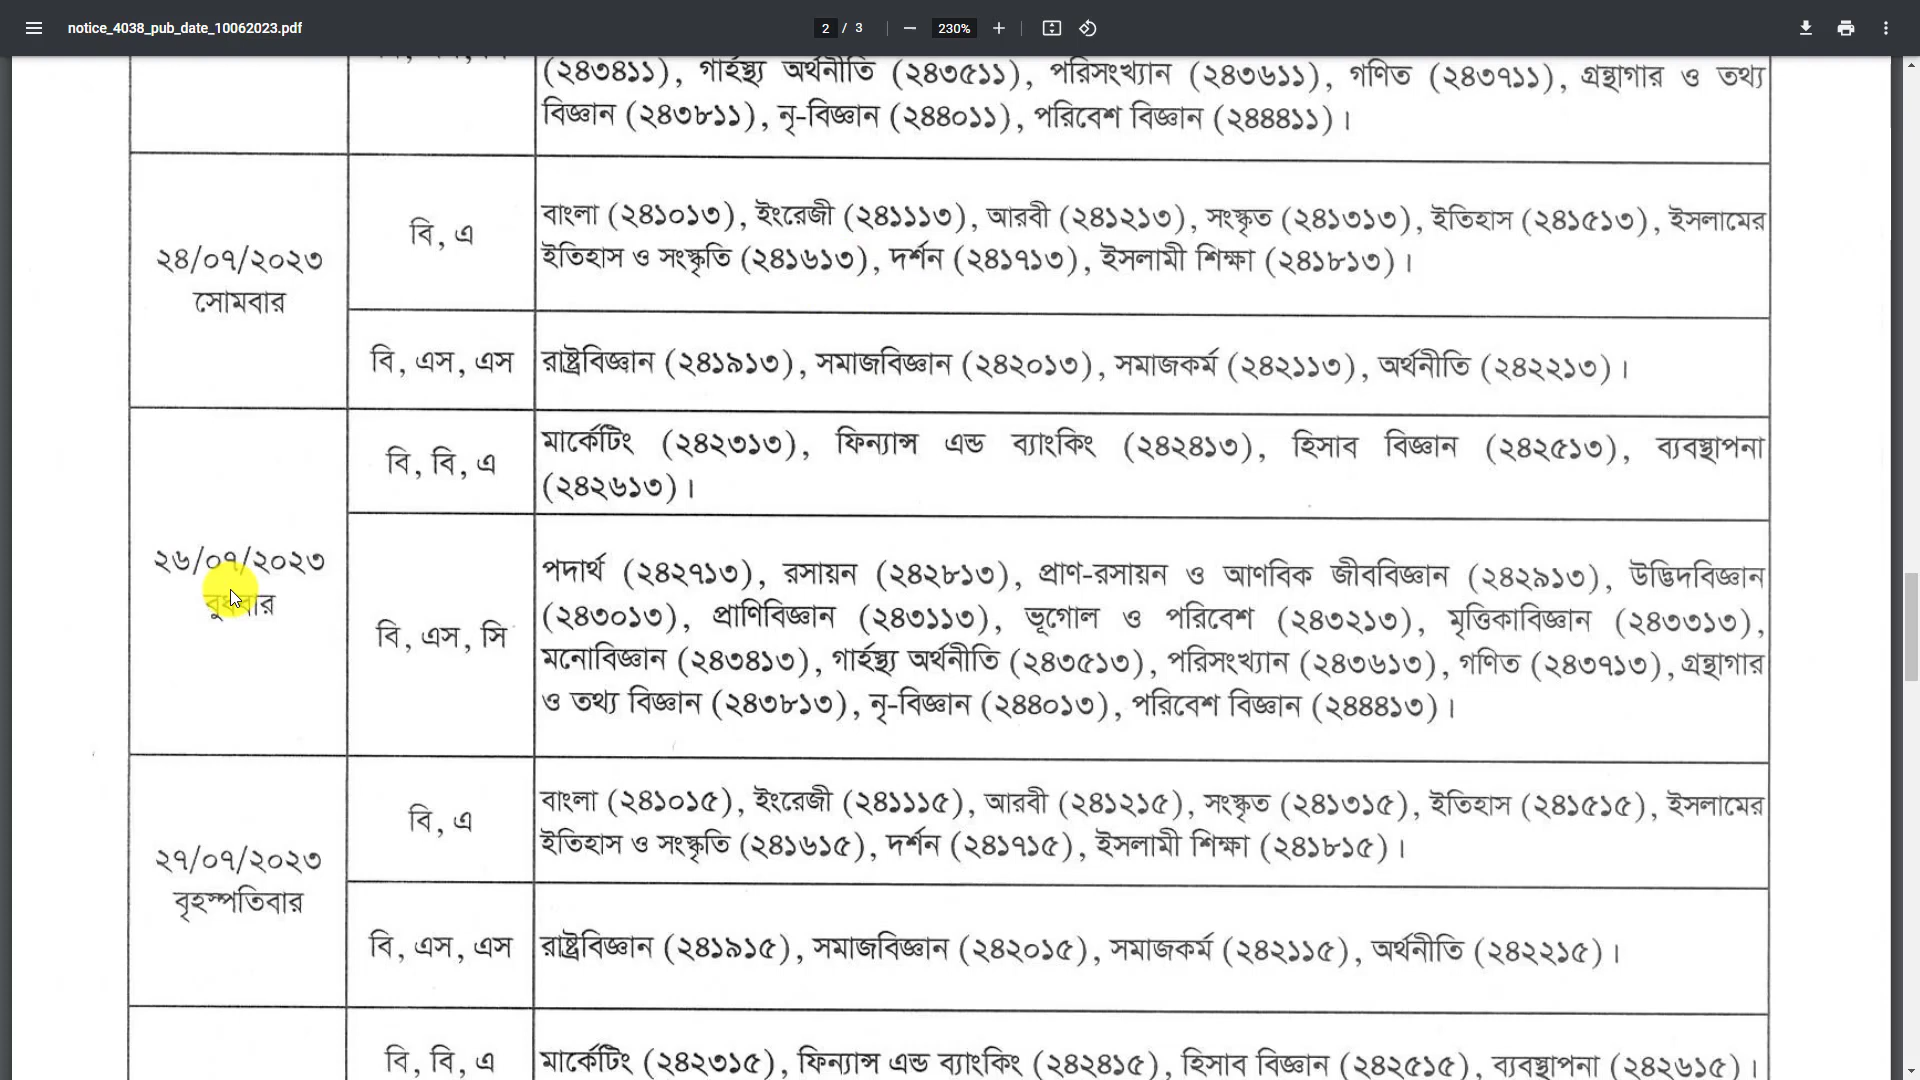 notice_4038_pub_date_10062023.pdf
2 / 3
230%
(২৪৩৪১১), গার্হস্থ্য অর্থনীতি (২৪৩৫১১), পরিসংখ্যান (২৪৩৬১১), গণিত (২৪৩৭১১), গ্রন্থাগার ও তথ্য
বিজ্ঞান (২৪৩৮১১), নৃ-বিজ্ঞান (২৪৪০১১), পরিবেশ বিজ্ঞান (২৪৪৪১১)।
২৪/০৭/২০২৩
সোমবার
বি, এ
বাংলা (২৪১০১৩), ইংরেজী (২৪১১১৩), আরবী (২৪১২১৩), সংস্কৃত (২৪১৩১৩), ইতিহাস (২৪১৫১৩), ইসলামের
ইতিহাস ও সংস্কৃতি (২৪১৬১৩), দর্শন (২৪১৭১৩), ইসলামী শিক্ষা (২৪১৮১৩)।
বি, এস, এস
রাষ্ট্রবিজ্ঞান (২৪১৯১৩), সমাজবিজ্ঞান (২৪২০১৩), সমাজকর্ম (২৪২১১৩), অর্থনীতি (২৪২২১৩)।
২৬/০৭/২০২৩
বুধবার
বি, বি, এ
মার্কেটিং (২৪২৩১৩), ফিন্যান্স এন্ড ব্যাংকিং (২৪২৪১৩), হিসাব বিজ্ঞান (২৪২৫১৩), ব্যবস্থাপনা
(২৪২৬১৩)।
বি, এস, সি
পদার্থ (২৪২৭১৩), রসায়ন (২৪২৮১৩), প্রাণ-রসায়ন ও আণবিক জীববিজ্ঞান (২৪২৯১৩), উদ্ভিদবিজ্ঞান
(২৪৩০১৩), প্রাণিবিজ্ঞান (২৪৩১১৩), ভূগোল ও পরিবেশ (২৪৩২১৩), মৃত্তিকাবিজ্ঞান (২৪৩৩১৩),
মনোবিজ্ঞান (২৪৩৪১৩), গার্হস্থ্য অর্থনীতি (২৪৩৫১৩), পরিসংখ্যান (২৪৩৬১৩), গণিত (২৪৩৭১৩), গ্রন্থাগার
ও তথ্য বিজ্ঞান (২৪৩৮১৩), নৃ-বিজ্ঞান (২৪৪০১৩), পরিবেশ বিজ্ঞান (২৪৪৪১৩)।
২৭/০৭/২০২৩
বৃহস্পতিবার
বি, এ
বাংলা (২৪১০১৫), ইংরেজী (২৪১১১৫), আরবী (২৪১২১৫), সংস্কৃত (২৪১৩১৫), ইতিহাস (২৪১৫১৫), ইসলামের
ইতিহাস ও সংস্কৃতি (২৪১৬১৫), দর্শন (২৪১৭১৫), ইসলামী শিক্ষা (২৪১৮১৫)।
বি, এস, এস
রাষ্ট্রবিজ্ঞান (২৪১৯১৫), সমাজবিজ্ঞান (২৪২০১৫), সমাজকর্ম (২৪২১১৫), অর্থনীতি (২৪২২১৫)।
বি, বি, এ
মার্কেটিং (২৪২৩১৫), ফিন্যান্স এন্ড ব্যাংকিং (২৪২৪১৫), হিসাব বিজ্ঞান (২৪২৫১৫), ব্যবস্থাপনা (২৪২৬১৫)।